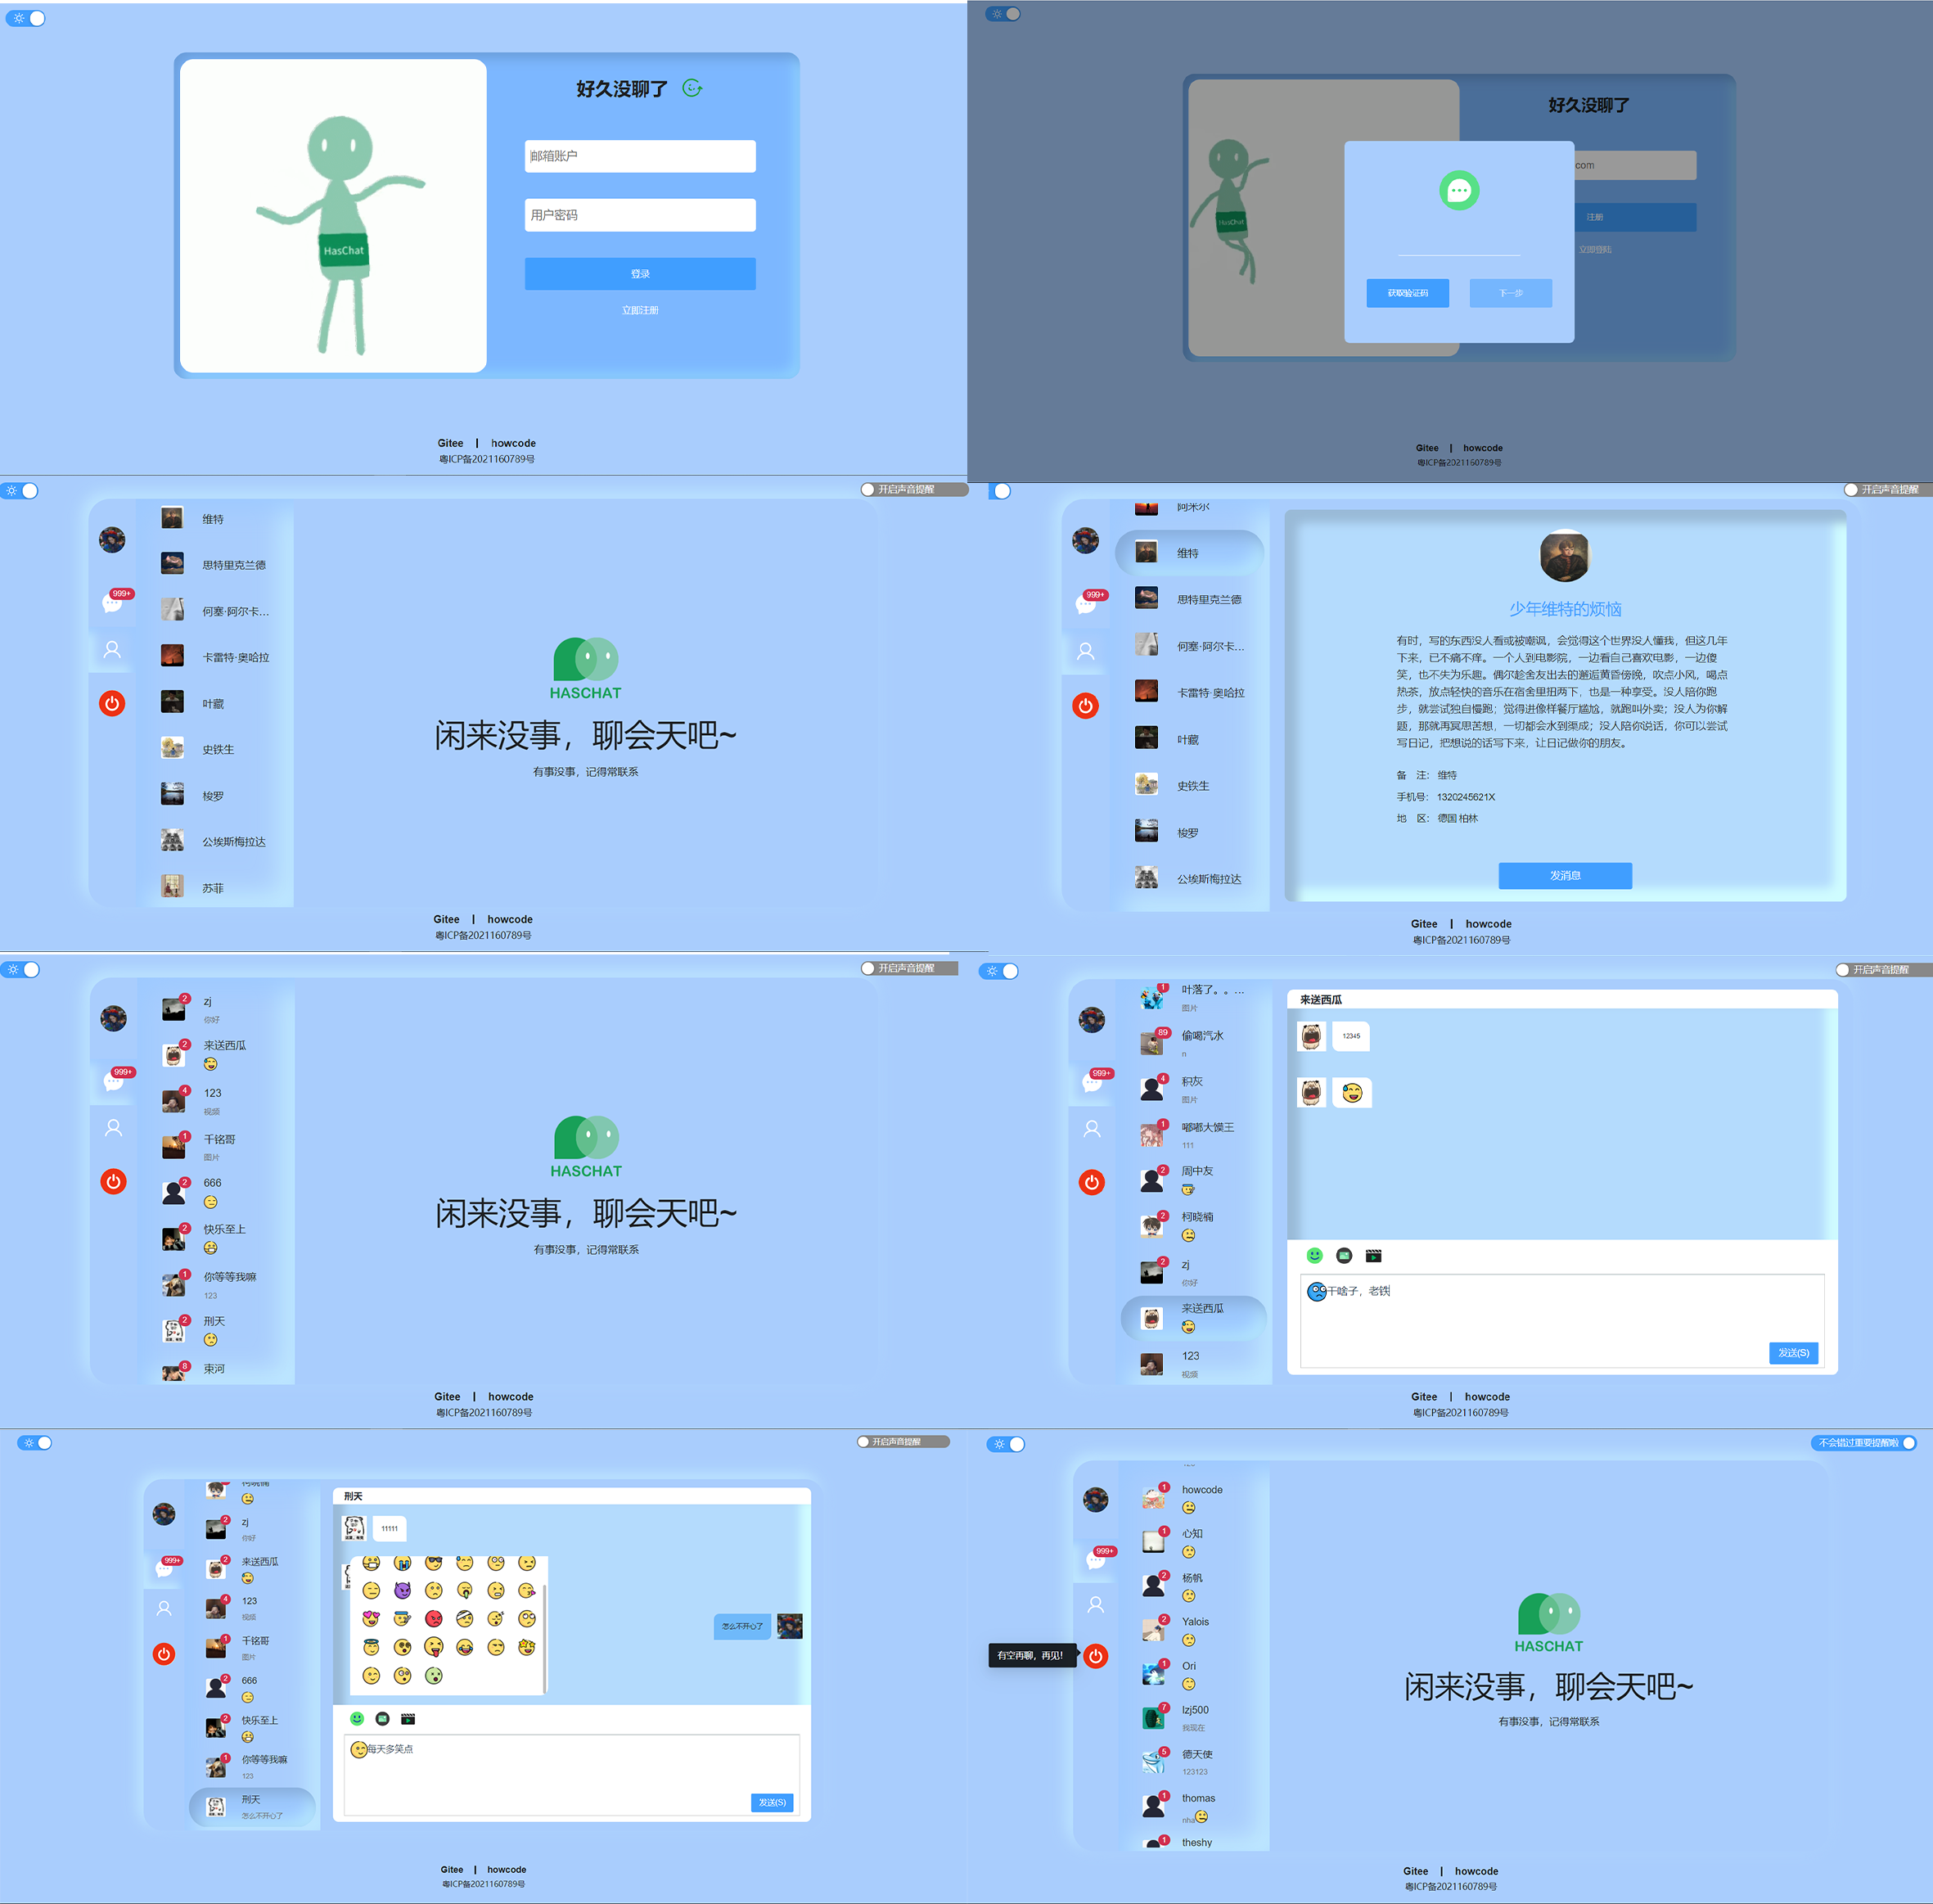 好久没聊了
邮箱账户
用户密码
HasChat
登录
立即注册
Gitee | howcode
粤ICP备2021160789号
好久没聊了
com
HasChat
注册
立即登陆
获取验证码
下一步
Gitee | howcode
粤ICP备2021160789号
开启声音提醒
999+
维特
思特里克兰德
何塞·阿尔卡...
卡雷特·奥哈拉
叶藏
史铁生
梭罗
公埃斯梅拉达
苏菲
HASCHAT
闲来没事，聊会天吧~
有事没事，记得常联系
Gitee | howcode
粤ICP备2021160789号
开启声音提醒
999+
阿米尔
维特
思特里克兰德
何塞·阿尔卡...
卡雷特·奥哈拉
叶藏
史铁生
梭罗
公埃斯梅拉达
少年维特的烦恼
有时，写的东西没人看或被嘲讽，会觉得这个世界没人懂我，但这几年
下来，已不痛不痒。一个人到电影院，一边看自己喜欢电影，一边傻
笑，也不失为乐趣。偶尔趁舍友出去的邂逅黄昏傍晚，吹点小风，喝点
热茶，放点轻快的音乐在宿舍里扭两下，也是一种享受。没人陪你跑
步，就尝试独自慢跑；觉得进像样餐厅尴尬，就跑叫外卖；没人为你解
题，那就再冥思苦想，一切都会水到渠成；没人陪你说话，你可以尝试
写日记，把想说的话写下来，让日记做你的朋友。
备 注： 维特
手机号： 1320245621X
地 区： 德国 柏林
发消息
Gitee | howcode
粤ICP备2021160789号
开启声音提醒
999+
2
zj
你好
2
来送西瓜
4
123
视频
1
千铭哥
图片
2
666
2
快乐至上
1
你等等我嘛
123
2
刑天
8
束河
HASCHAT
闲来没事，聊会天吧~
有事没事，记得常联系
Gitee | howcode
粤ICP备2021160789号
开启声音提醒
999+
1
叶落了。。...
图片
89
偷喝汽水
n
4
积灰
图片
1
嘟嘟大馍王
111
2
周中友
2
柯晓楠
2
zj
你好
来送西瓜
123
视频
来送西瓜
12345
干啥子，老铁
发送(S)
Gitee | howcode
粤ICP备2021160789号
开启声音提醒
999+
柯晓楠
2
zj
你好
2
来送西瓜
4
123
视频
1
千铭哥
图片
2
666
2
快乐至上
1
你等等我嘛
123
刑天
怎么不开心了
刑天
11111
怎么不开心了
每天多笑点
发送(S)
Gitee | howcode
粤ICP备2021160789号
不会错过重要提醒啦
999+
有空再聊，再见！
123
1
howcode
1
心知
2
杨帆
2
Yalois
1
Ori
7
lzj500
我现在
5
德天使
123123
1
thomas
nha
1
theshy
HASCHAT
闲来没事，聊会天吧~
有事没事，记得常联系
Gitee | howcode
粤ICP备2021160789号